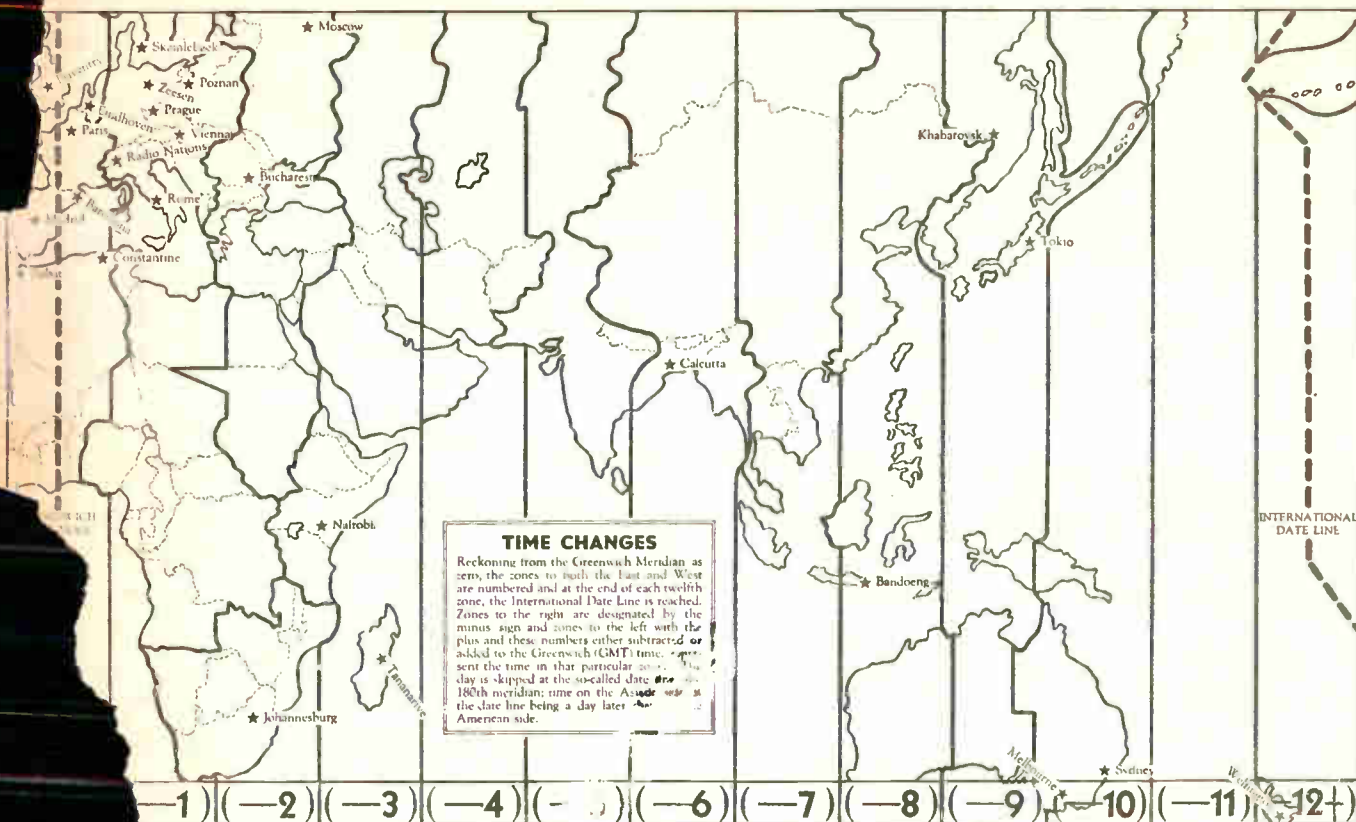 Moscow
Skamlebaek
Coventry
Zeesen
Poznan
Prague
Eindhoven
Paris
Vienna
Khabarovsk
Radio Nations
Bucharest
Rome
Madrid
Barcelona
Tokio
Constantine
Rabat
Calcutta
Nairobi
INTERNATIONAL
DATE LINE
Bandoeng
Tananarive
Johannesburg
Melbourne
Sydney
TIME CHANGES
Reckoning from the Greenwich Meridian as
zero, the zones to both the East and West
are numbered and at the end of each twelfth
zone, the International Date Line is reached.
Zones to the right are designated by the
minus sign and zones to the left with the
plus and these numbers either subtracted or
added to the Greenwich (GMT) time,
sent the time in that particular
day is skipped at the so-called date
180th meridian; time on the
the date line being a day later
American side.
—1)(—2)(—3)(—4)(— )(—6)(—7)(—8)(—9)(—10)(—11)(—12+)